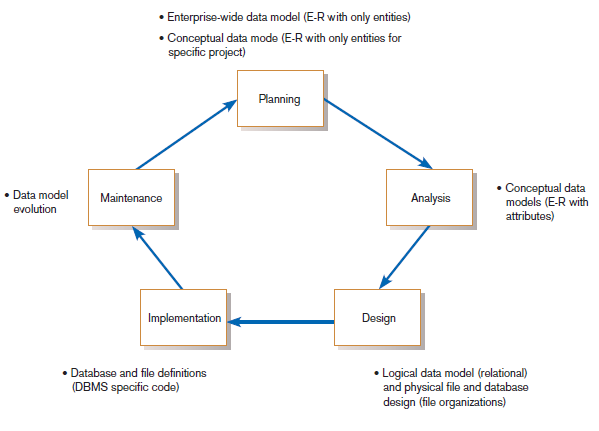 • Enterprise-wide data model (E-R with only entities)
• Conceptual data mode (E-R with only entities for
specific project)
Planning
• Data model
evolution
Maintenance
Analysis
• Conceptual data
models (E-R with
attributes)
Implementation
Design
• Database and file definitions
(DBMS specific code)
• Logical data model (relational)
and physical file and database
design (file organizations)